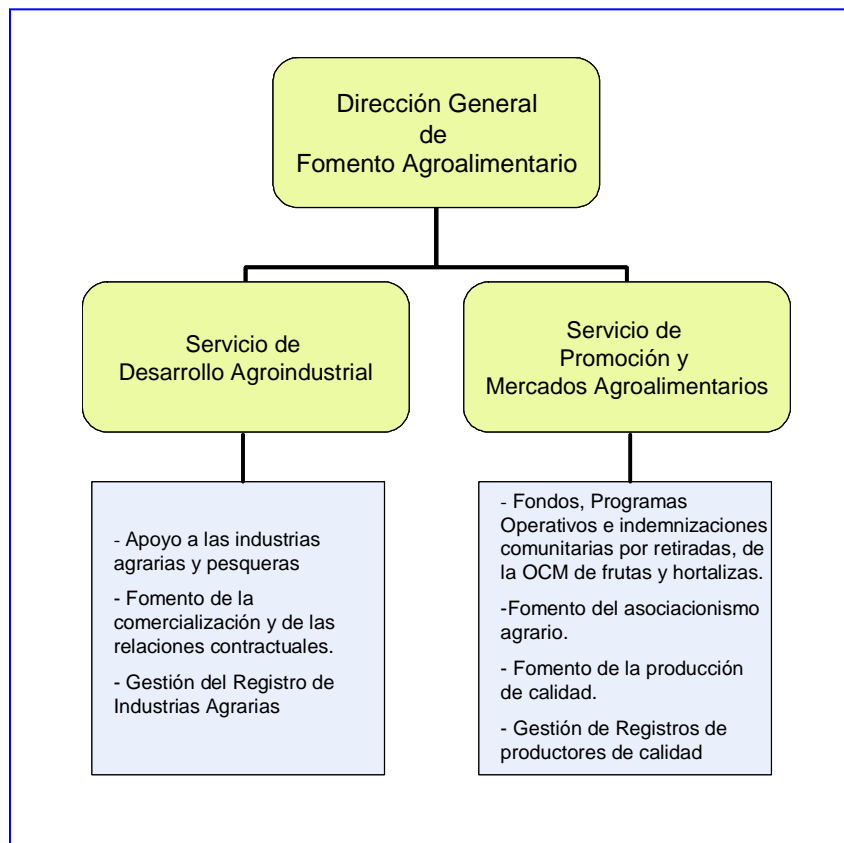 Dirección General
de
Fomento Agroalimentario
Servicio de
Desarrollo Agroindustrial
Servicio de
Promoción y
Mercados Agroalimentarios
- Apoyo a las industrias
agrarias y pesqueras
- Fomento de la
comercialización y de las
relaciones contractuales.
- Gestión del Registro de
Industrias Agrarias
- Fondos, Programas
Operativos e indemnizaciones
comunitarias por retiradas, de
la OCM de frutas y hortalizas.
-Fomento del asociacionismo
agrario.
- Fomento de la producción
de calidad.
- Gestión de Registros de
productores de calidad